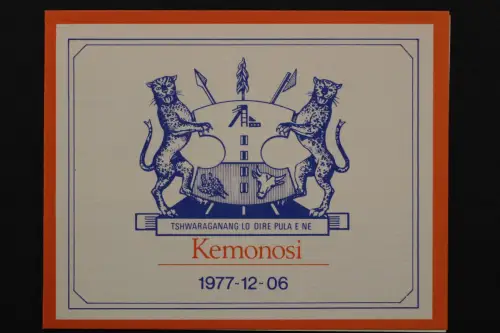 TSHWARAGANANG LO DIRE PULA E NE
Kemonosi
1977-12-06